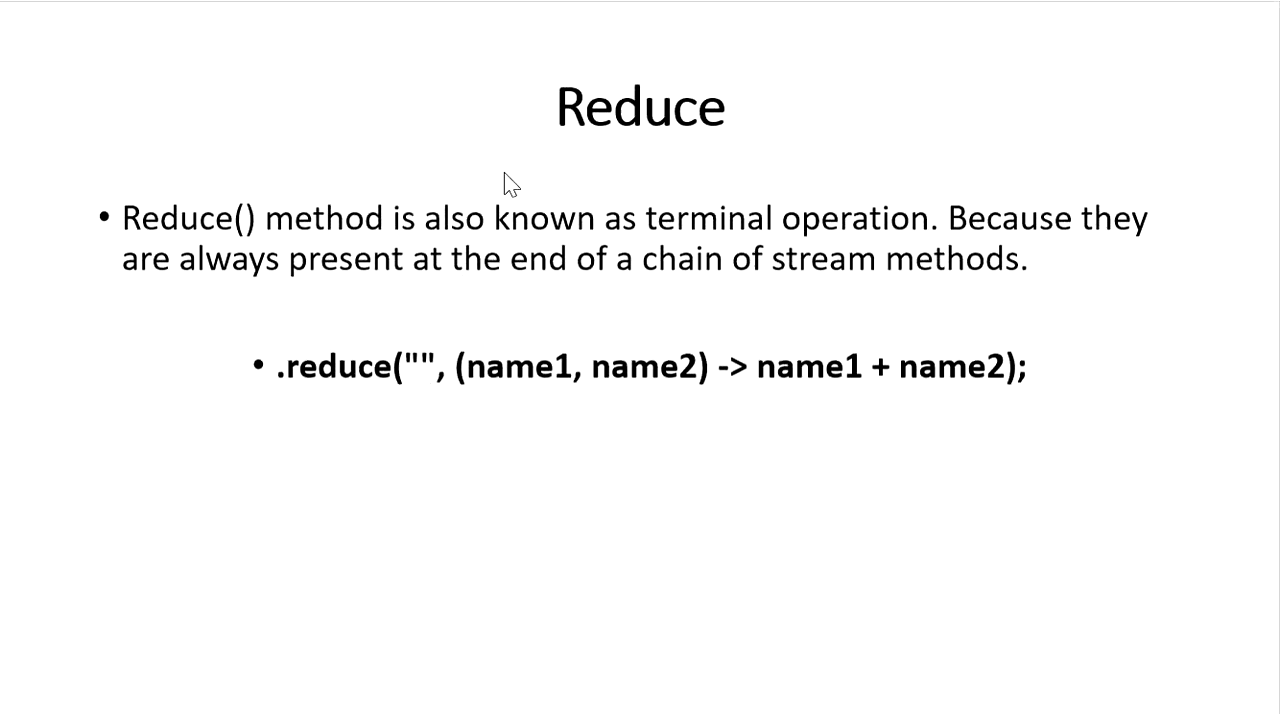 Reduce
• Reduce() method is also known as terminal operation. Because they
are always present at the end of a chain of stream methods.
• .reduce("", (name1, name2) -> name1 + name2);